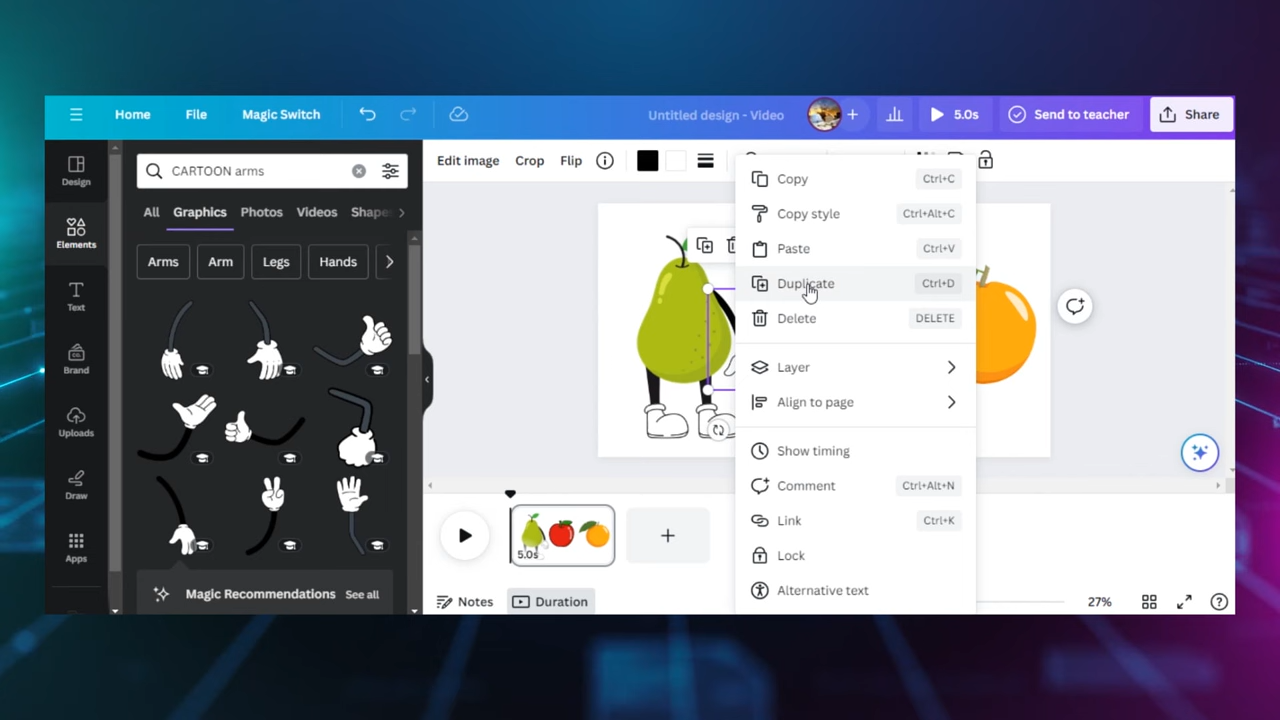 Home File Magic Switch Untitled design - Video + 5.0s Send to teacher Share
Design
Elements
Text
Brand
Uploads
Draw
Apps
CARTOON arms
All Graphics Photos Videos Shapes
Arms Arm Legs Hands
Magic Recommendations See all
Edit image Crop Flip
Copy Ctrl+C
Copy style Ctrl+Alt+C
Paste Ctrl+V
Duplicate Ctrl+D
Delete DELETE
Layer
Align to page
Show timing
Comment Ctrl+Alt+N
Link Ctrl+K
Lock
Alternative text
5.0s
+
Notes Duration 27% ?